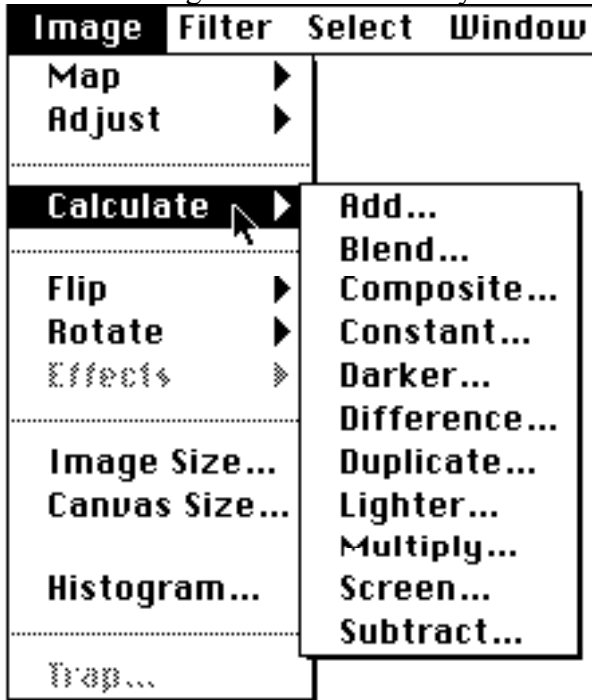 Image Filter Select Window
Map
Adjust
Calculate
Add...
Blend...
Composite...
Constant...
Darker...
Difference...
Duplicate...
Lighter...
Multiply...
Screen...
Subtract...
Flip
Rotate
Effects
Image Size...
Canvas Size...
Histogram...
Trap...